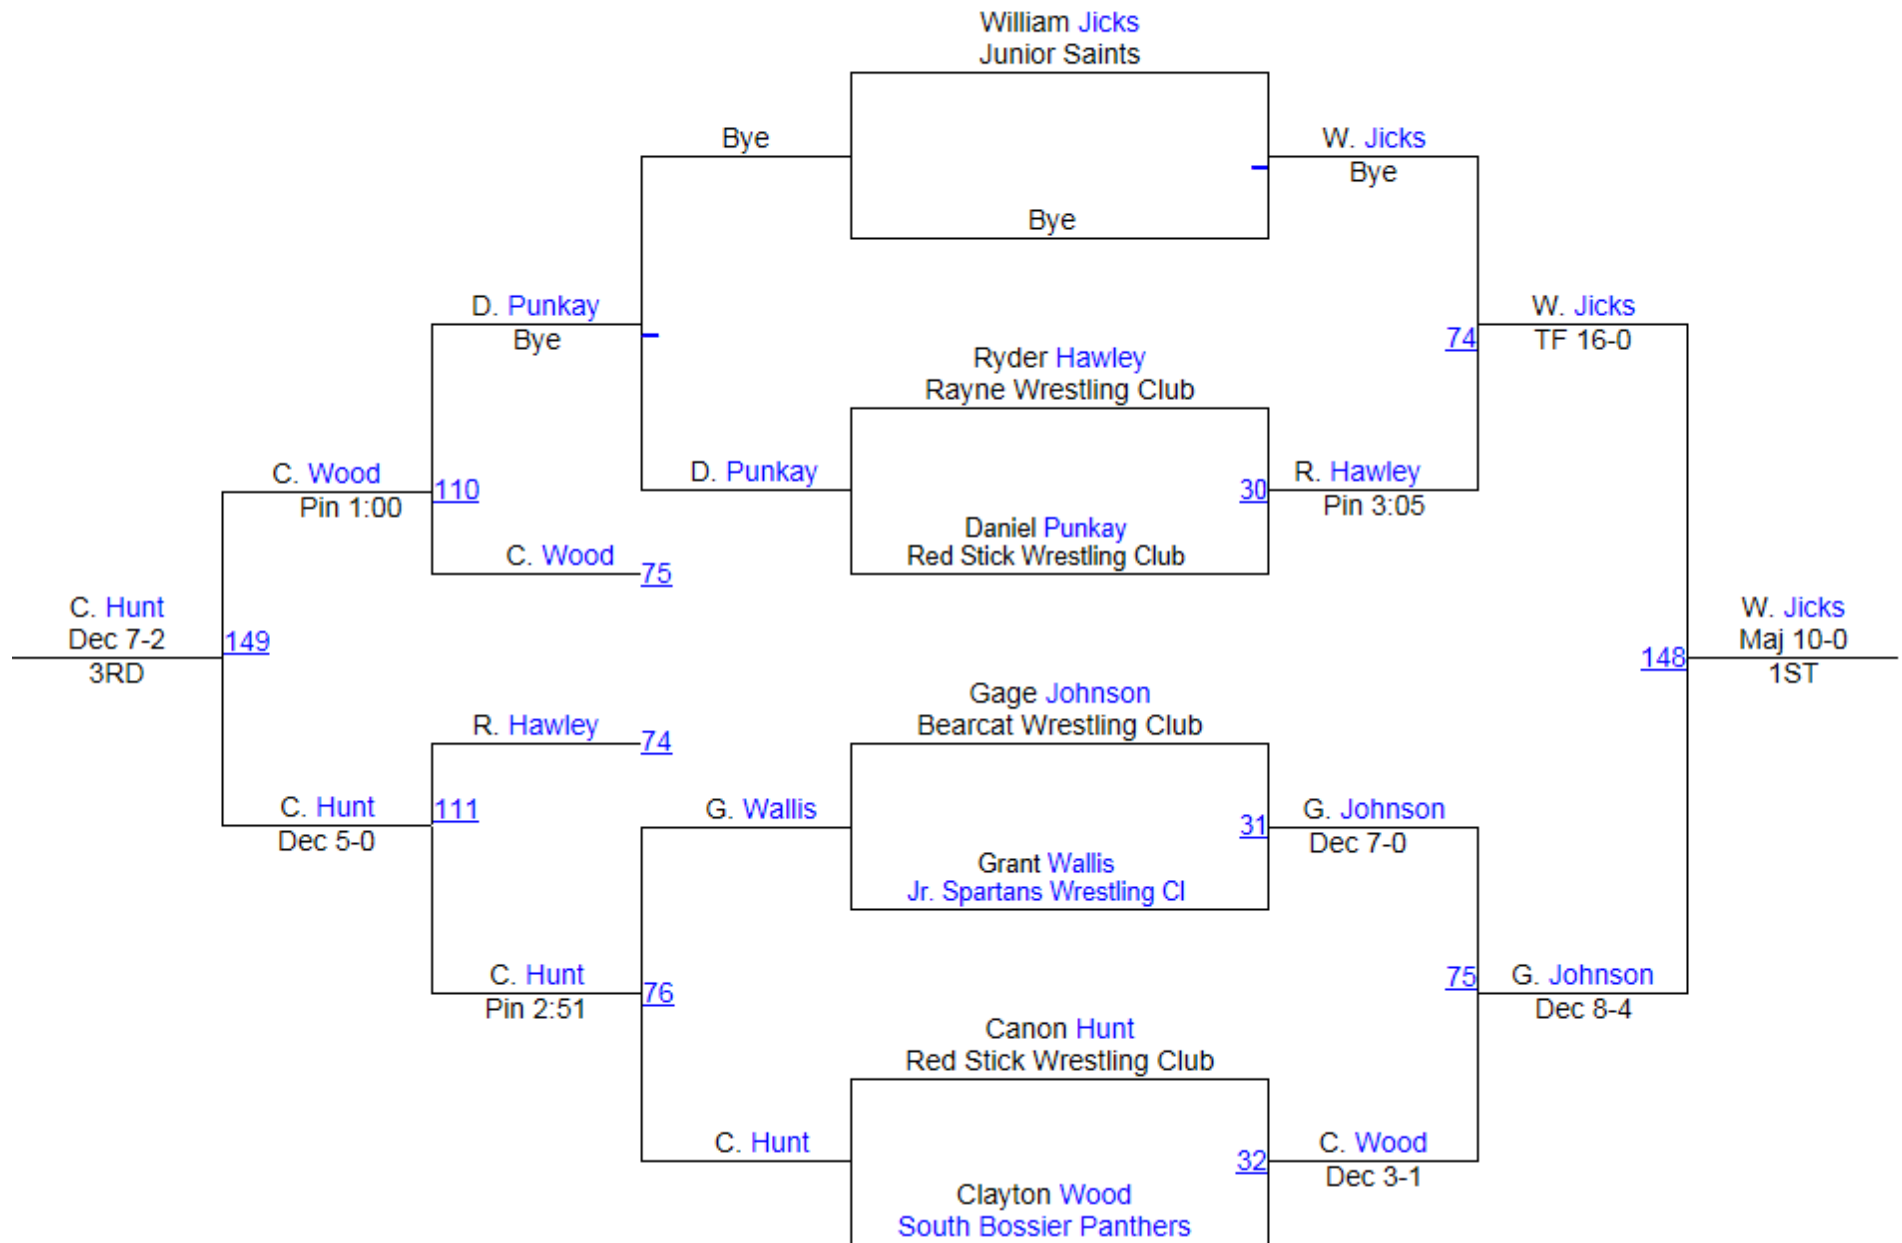 William Jicks
Junior Saints
Bye
W. Jicks
Bye
Bye
D. Punkay
Bye
W. Jicks
74
TF 16-0
Ryder Hawley
Rayne Wrestling Club
C. Wood
110
Pin 1:00
D. Punkay
30
R. Hawley
Pin 3:05
Daniel Punkay
Red Stick Wrestling Club
C. Wood
75
C. Hunt
Dec 7-2
3RD
149
W. Jicks
Maj 10-0
1ST
148
Gage Johnson
Bearcat Wrestling Club
R. Hawley
74
C. Hunt
111
Dec 5-0
G. Wallis
31
G. Johnson
Dec 7-0
Grant Wallis
Jr. Spartans Wrestling Cl
C. Hunt
76
Pin 2:51
75
G. Johnson
Dec 8-4
Canon Hunt
Red Stick Wrestling Club
C. Hunt
32
C. Wood
Dec 3-1
Clayton Wood
South Bossier Panthers